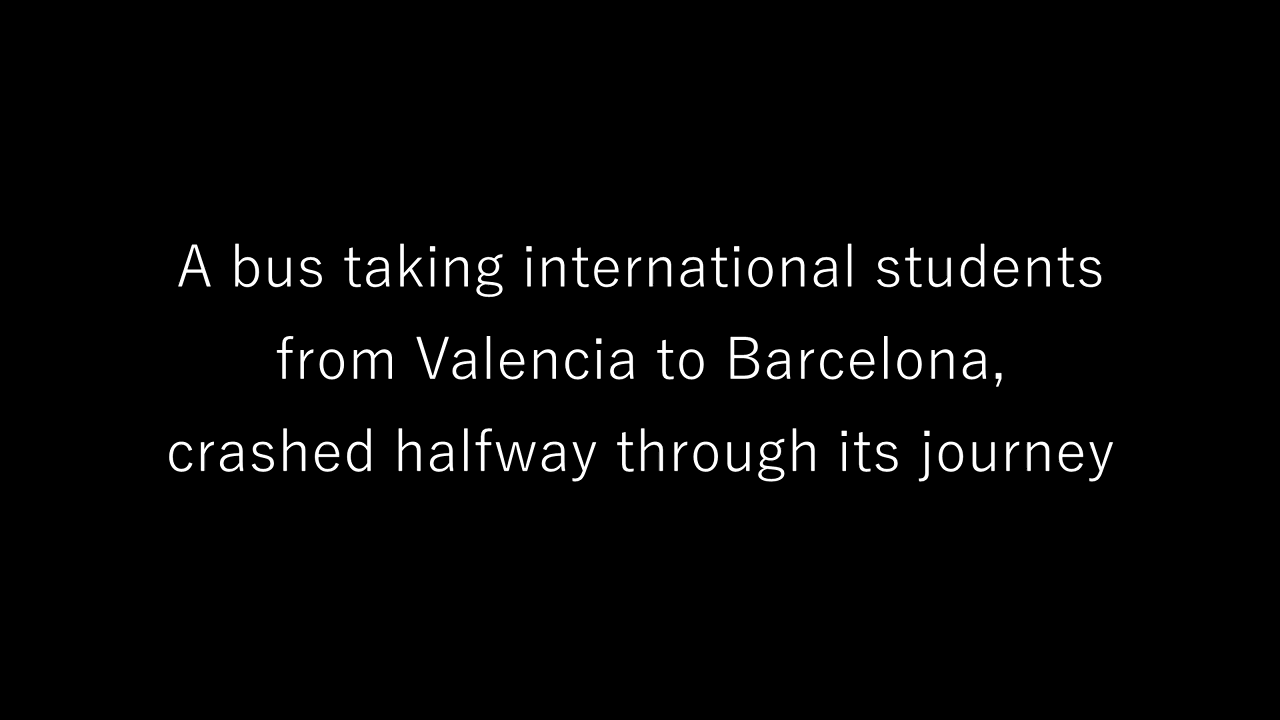 A bus taking international students
from Valencia to Barcelona,
crashed halfway through its journey